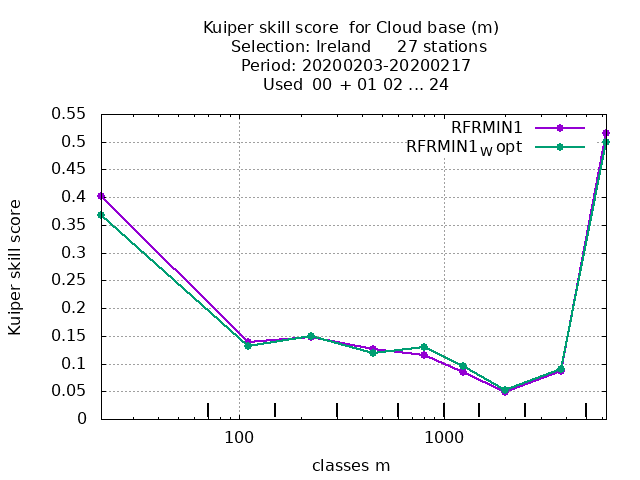 Kuiper skill score  for Cloud base (m)
Selection: Ireland     27 stations
Period: 20200203-20200217
Used  00  + 01 02 ... 24
RFRMIN1
RFRMIN1W opt
0.55
0.5
0.45
0.4
0.35
0.3
0.25
0.2
0.15
0.1
0.05
0
Kuiper skill score
100
1000
classes m